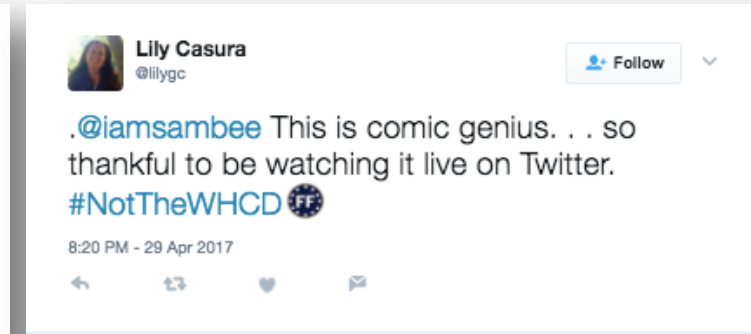 Lily Casura
@lilygc
Follow
.@iamsambee This is comic genius. . . so
thankful to be watching it live on Twitter.
#NotTheWHCD FF
8:20 PM - 29 Apr 2017